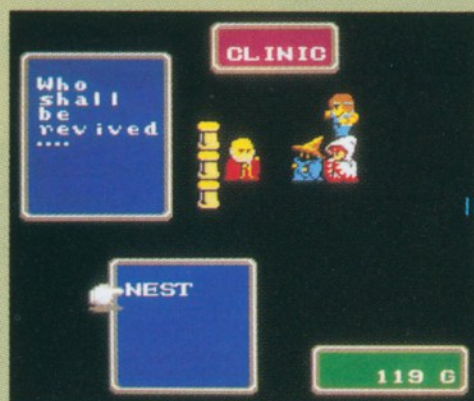 CLINIC
Who
shall
be
revived
....
NEST
119 G